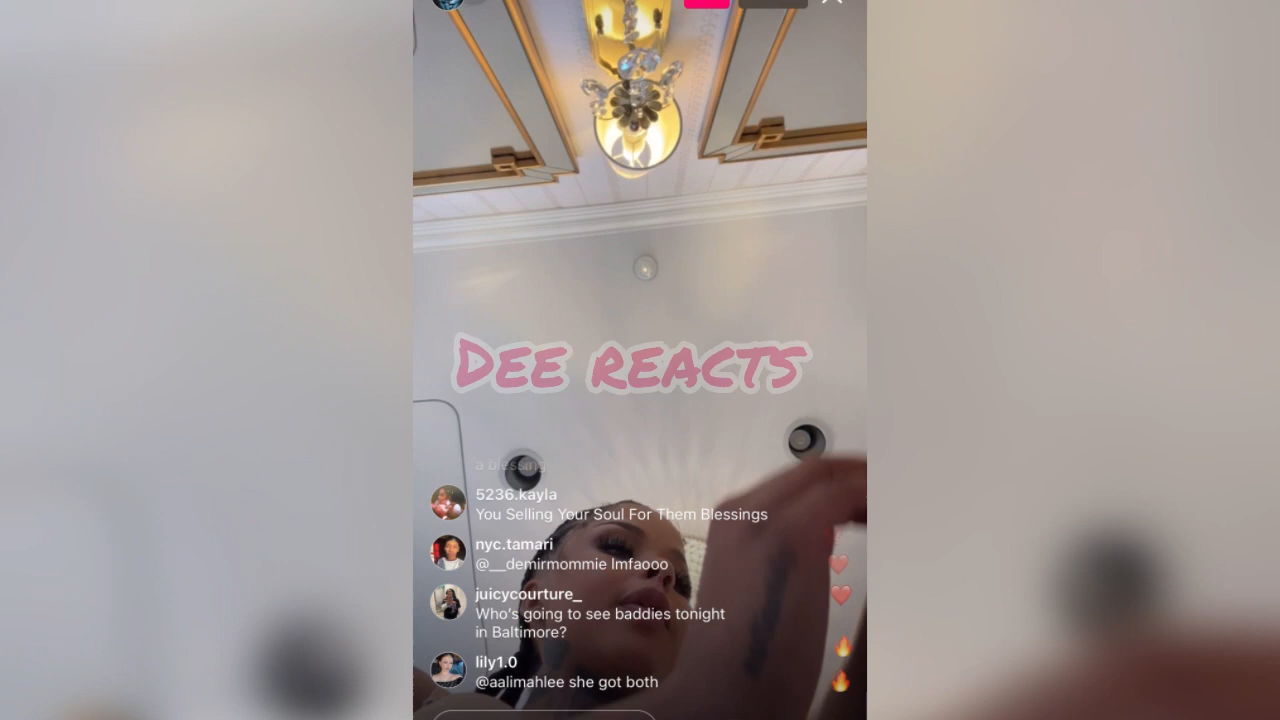 DEE REACTS
a blessing
5236.kayla
You Selling Your Soul For Them Blessings
nyc.tamari
@__demirmommie lmfaooo
juicycourture_
Who's going to see baddies tonight
in Baltimore?
lily1.0
@aalimahlee she got both